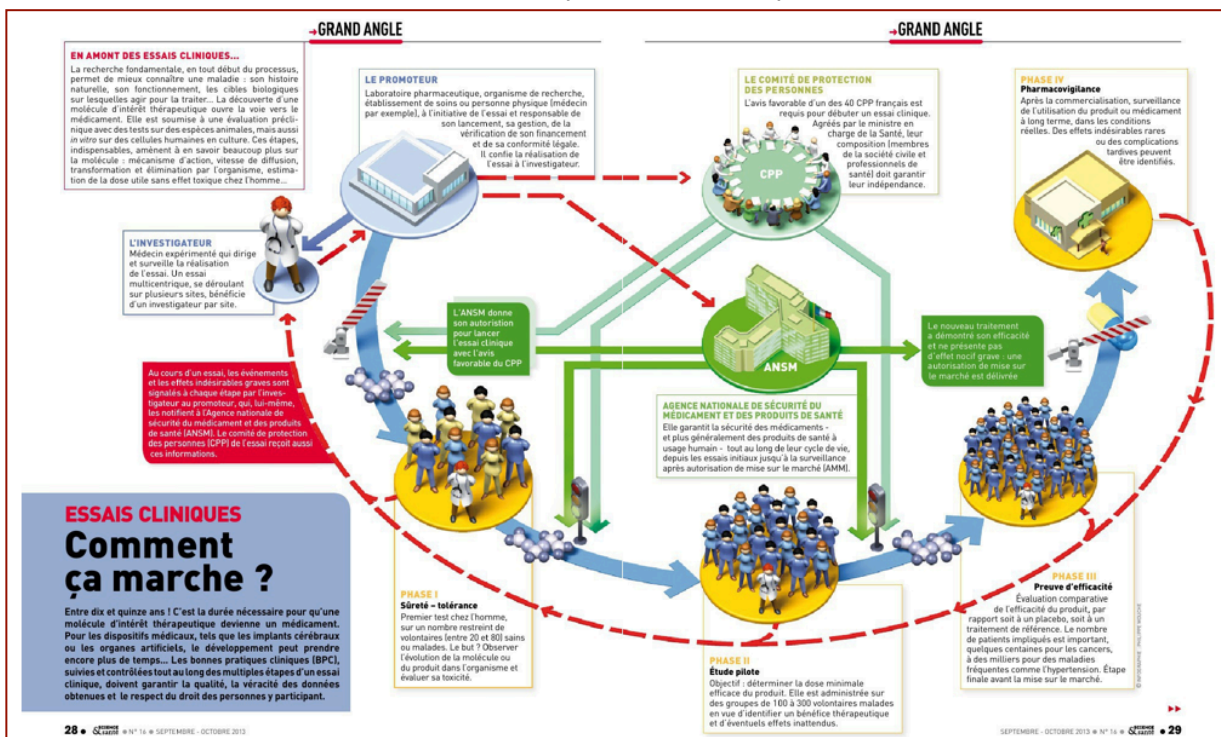 →GRAND ANGLE
→GRAND ANGLE
EN AMONT DES ESSAIS CLINIQUES...
La recherche fondamentale, en tout début du processus,
permet de mieux connaître une maladie : son histoire
naturelle, son fonctionnement, les cibles biologiques
sur lesquelles agir pour la traiter... La découverte d'une
molécule d'intérêt thérapeutique ouvre la voie vers le
médicament. Elle est soumise à une évaluation précli-
nique avec des tests sur des espèces animales, mais aussi
in vitro sur des cellules humaines en culture. Ces étapes,
indispensables, amènent à en savoir beaucoup plus sur
la molécule : mécanisme d'action, vitesse de diffusion,
transformation et élimination par l'organisme, estima-
tion de la dose utile sans effet toxique chez l'homme...
LE PROMOTEUR
Laboratoire pharmaceutique, organisme de recherche,
établissement de soins ou personne physique (médecin
par exemple), à l'initiative de l'essai et responsable de
son lancement, sa gestion, de la
vérification de son financement
et de sa conformité légale.
Il confie la réalisation de
l'essai à l'investigateur.
LE COMITÉ DE PROTECTION
DES PERSONNES
L'avis favorable d'un des 40 CPP français est
requis pour débuter un essai clinique.
Agréés par le ministre en
charge de la Santé, leur
composition (membres
de la société civile et
professionnels de
santé) doit garantir
leur indépendance.
CPP
PHASE IV
Pharmacovigilance
Après la commercialisation, surveillance
de l'utilisation du produit ou médicament
à long terme, dans les conditions
réelles. Des effets indésirables rares
ou des complications
tardives peuvent
être identifiés.
L'INVESTIGATEUR
Médecin expérimenté qui dirige
et surveille la réalisation
de l'essai. Un essai
multicentrique, se déroulant
sur plusieurs sites, bénéficie
d'un investigateur par site.
L'ANSM donne
son autoristion
pour lancer
l'essai clinique
avec l'avis
favorable du CPP
ANSM
Le nouveau traitement
a démontré son efficacité
et ne présente pas
d'effet nocif grave : une
autorisation de mise sur
le marché est délivrée
Au cours d'un essai, les événements
et les effets indésirables graves sont
signalés à chaque étape par l'inves-
tigateur au promoteur, qui, lui-même,
les notifient à l'Agence nationale de
sécurité du médicament et des produits
de santé (ANSM). Le comité de protection
des personnes (CPP) de l'essai reçoit aussi
ces informations.
AGENCE NATIONALE DE SÉCURITÉ DU
MÉDICAMENT ET DES PRODUITS DE SANTÉ
Elle garantit la sécurité des médicaments -
et plus généralement des produits de santé à
usage humain - tout au long de leur cycle de vie,
depuis les essais initiaux jusqu'à la surveillance
après autorisation de mise sur le marché (AMM).
ESSAIS CLINIQUES
Comment
ça marche ?
Entre dix et quinze ans ! C'est la durée nécessaire pour qu'une
molécule d'intérêt thérapeutique devienne un médicament.
Pour les dispositifs médicaux, tels que les implants cérébraux
ou les organes artificiels, le développement peut prendre
encore plus de temps... Les bonnes pratiques cliniques (BPC),
suivies et contrôlées tout au long des multiples étapes d'un essai
clinique, doivent garantir la qualité, la véracité des données
obtenues et le respect du droit des personnes y participant.
PHASE I
Sûreté – tolérance
Premier test chez l'homme,
sur un nombre restreint de
volontaires (entre 20 et 80) sains
ou malades. Le but ? Observer
l'évolution de la molécule ou
du produit dans l'organisme et
évaluer sa toxicité.
PHASE II
Étude pilote
Objectif : déterminer la dose minimale
efficace du produit. Elle est administrée sur
des groupes de 100 à 300 volontaires malades
en vue d'identifier un bénéfice thérapeutique
et d'éventuels effets inattendus.
PHASE III
Preuve d'efficacité
Évaluation comparative
de l'efficacité du produit, par
rapport soit à un placebo, soit à un
traitement de référence. Le nombre
de patients impliqués est important,
quelques centaines pour les cancers,
à des milliers pour des maladies
fréquentes comme l'hypertension. Étape
finale avant la mise sur le marché.
28 ● SCIENCE &santé ● N° 16 ● SEPTEMBRE - OCTOBRE 2013
SEPTEMBRE - OCTOBRE 2013 ● N° 16 ● SCIENCE &santé ● 29